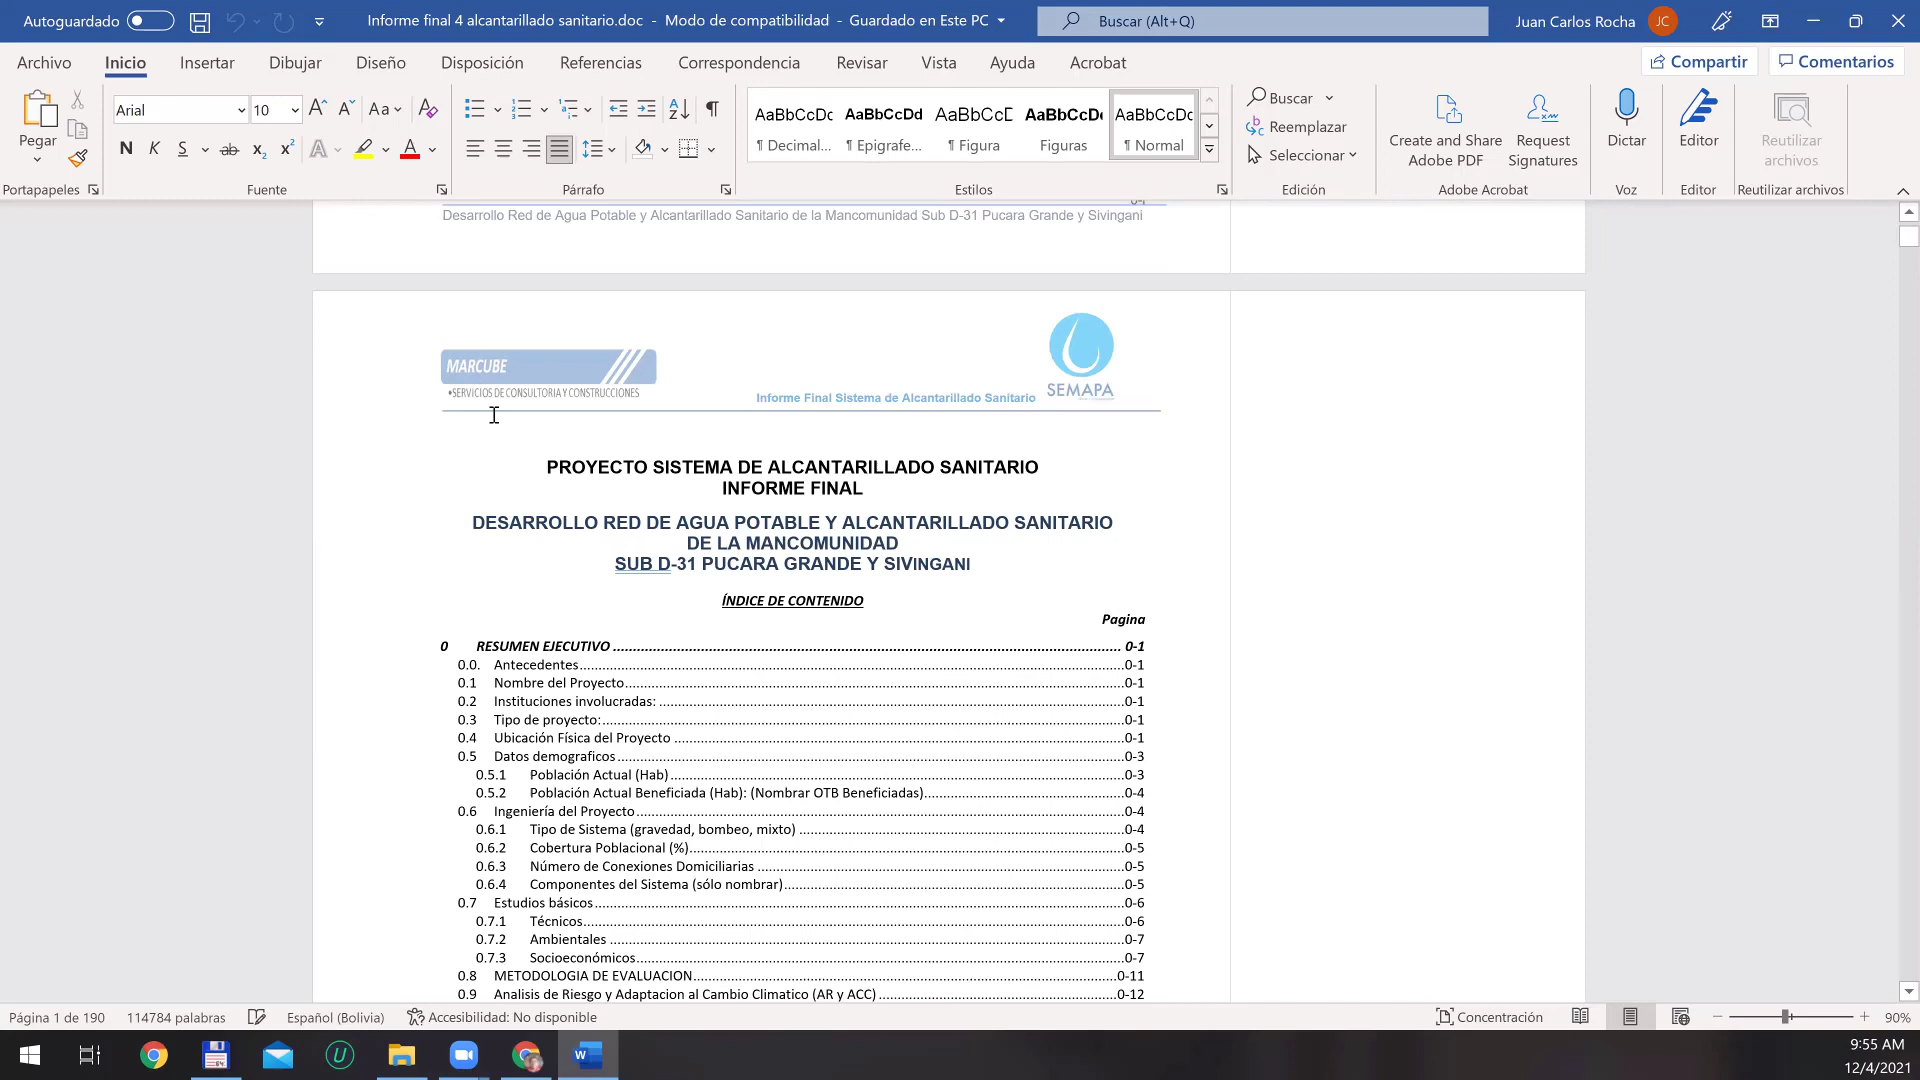 Autoguardado
Informe final 4 alcantarillado sanitario.doc - Modo de compatibilidad - Guardado en Este PC
Buscar (Alt+Q)
Juan Carlos Rocha
JC
Archivo Inicio Insertar Dibujar Diseño Disposición Referencias Correspondencia Revisar Vista Ayuda Acrobat
Compartir
Comentarios
Pegar
Portapapeles
Arial 10
Aa
N K S ab x₂ x² A A
Fuente
Párrafo
AaBbCcDc AaBbCcDd AaBbCcD AaBbCcDc AaBbCcDc
¶ Decimal... ¶ Epigrafe... ¶ Figura Figuras ¶ Normal
Estilos
Buscar
Reemplazar
Seleccionar
Edición
Create and Share
Adobe PDF
Request
Signatures
Adobe Acrobat
Dictar
Voz
Editor
Editor
Reutilizar
archivos
Reutilizar archivos
Desarrollo Red de Agua Potable y Alcantarillado Sanitario de la Mancomunidad Sub D-31 Pucara Grande y Sivingani
MARCUBE
•SERVICIOS DE CONSULTORIA Y CONSTRUCCIONES
Informe Final Sistema de Alcantarillado Sanitario
SEMAPA
PROYECTO SISTEMA DE ALCANTARILLADO SANITARIO
INFORME FINAL
DESARROLLO RED DE AGUA POTABLE Y ALCANTARILLADO SANITARIO
DE LA MANCOMUNIDAD
SUB D-31 PUCARA GRANDE Y SIVINGANI
ÍNDICE DE CONTENIDO
Pagina
0 RESUMEN EJECUTIVO ........ 0-1
0.0. Antecedentes........0-1
0.1 Nombre del Proyecto........0-1
0.2 Instituciones involucradas: ........0-1
0.3 Tipo de proyecto:........0-1
0.4 Ubicación Física del Proyecto ........0-1
0.5 Datos demograficos........0-3
0.5.1 Población Actual (Hab)........0-3
0.5.2 Población Actual Beneficiada (Hab): (Nombrar OTB Beneficiadas)........0-4
0.6 Ingeniería del Proyecto........0-4
0.6.1 Tipo de Sistema (gravedad, bombeo, mixto) ........0-4
0.6.2 Cobertura Poblacional (%)........0-5
0.6.3 Número de Conexiones Domiciliarias ........0-5
0.6.4 Componentes del Sistema (sólo nombrar)........0-5
0.7 Estudios básicos........0-6
0.7.1 Técnicos........0-6
0.7.2 Ambientales ........0-7
0.7.3 Socioeconómicos........0-7
0.8 METODOLOGIA DE EVALUACION........0-11
0.9 Analisis de Riesgo y Adaptacion al Cambio Climatico (AR y ACC) ........0-12
Página 1 de 190 114784 palabras Español (Bolivia) Accesibilidad: No disponible
Concentración
90%
9:55 AM
12/4/2021